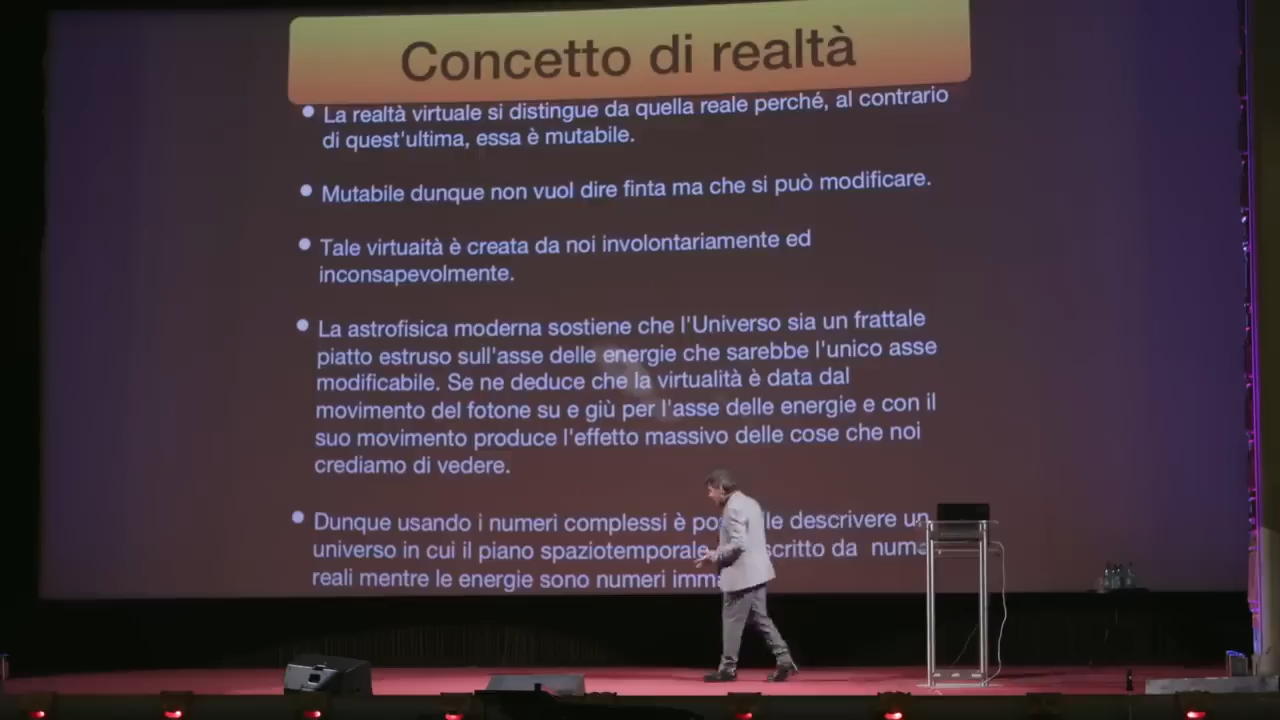 Concetto di realtà
La realtà virtuale si distingue da quella reale perché, al contrario
di quest'ultima, essa è mutabile.
Mutabile dunque non vuol dire finta ma che si può modificare.
Tale virtuaità è creata da noi involontariamente ed
inconsapevolmente.
La astrofisica moderna sostiene che l'Universo sia un frattale
piatto estruso sull'asse delle energie che sarebbe l'unico asse
modificabile. Se ne deduce che la virtualità è data dal
movimento del fotone su e giù per l'asse delle energie e con il
suo movimento produce l'effetto massivo delle cose che noi
crediamo di vedere.
Dunque usando i numeri complessi è descrivere un
universo in cui il piano spaziotemporale da
reali mentre le energie sono numeri